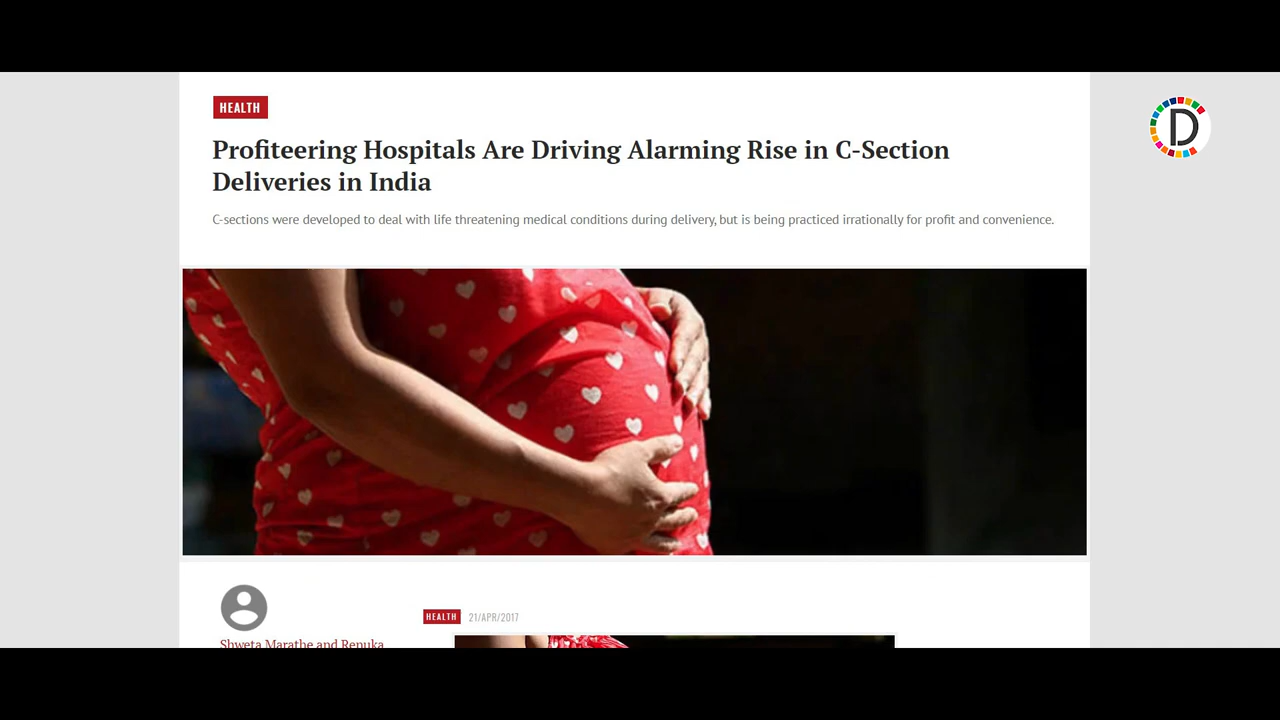 HEALTH
Profiteering Hospitals Are Driving Alarming Rise in C-Section
Deliveries in India
C-sections were developed to deal with life threatening medical conditions during delivery, but is being practiced irrationally for profit and convenience.
D
HEALTH 21/APR/2017
Shweta Marathe and Renuka